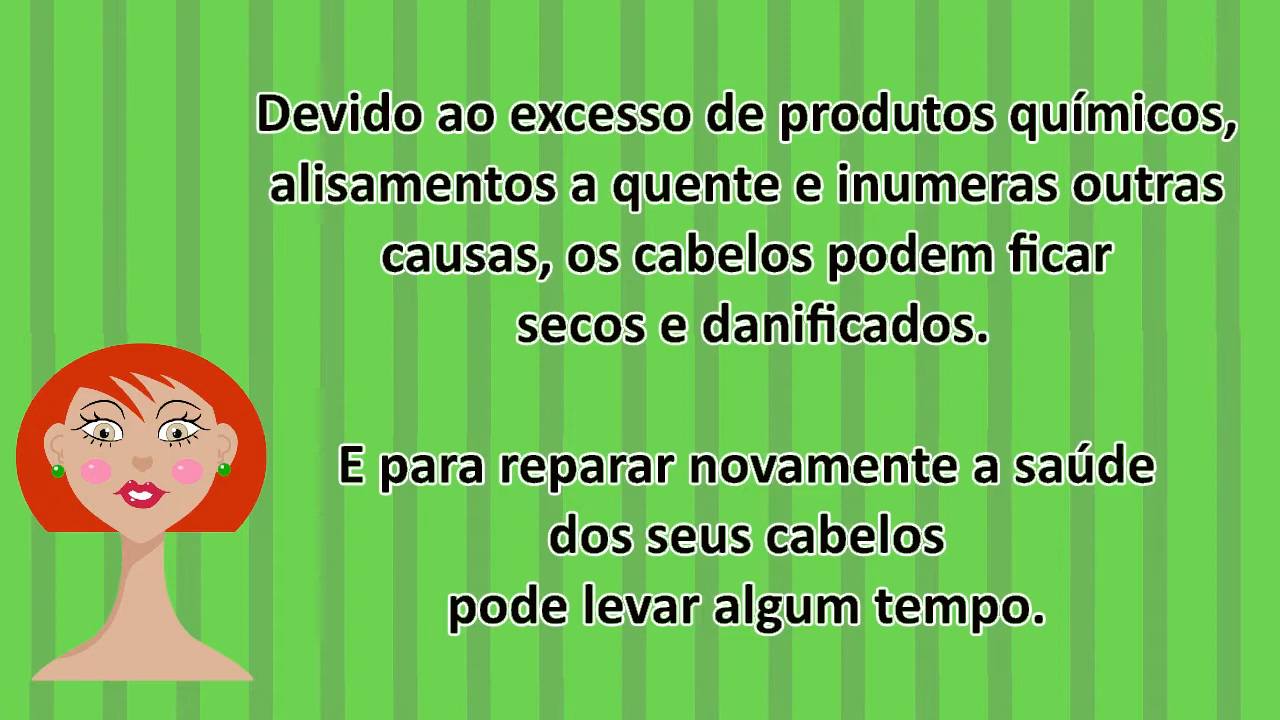 Devido ao excesso de produtos químicos,
alisamentos a quente e inumeras outras
causas, os cabelos podem ficar
secos e danificados.
E para reparar novamente a saúde
dos seus cabelos
pode levar algum tempo.